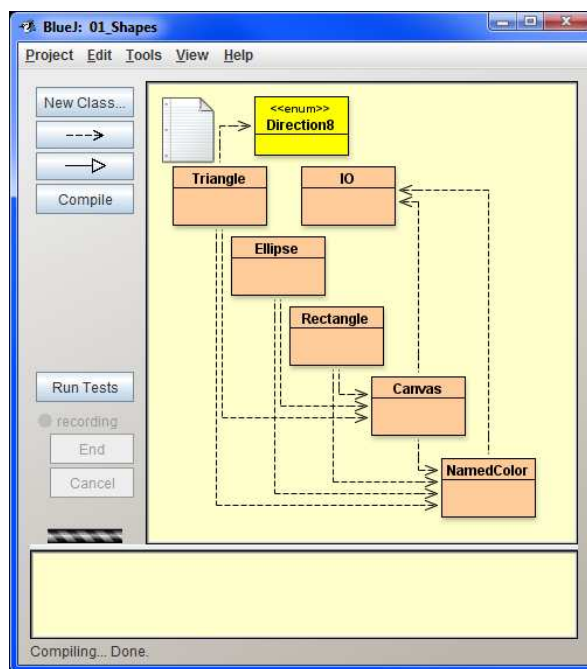 BlueJ: 01_Shapes
Project Edit Tools View Help
New Class...
Compile
Run Tests
recording
End
Cancel
<<enum>>
Direction8
Triangle
IO
Ellipse
Rectangle
Canvas
NamedColor
Compiling... Done.